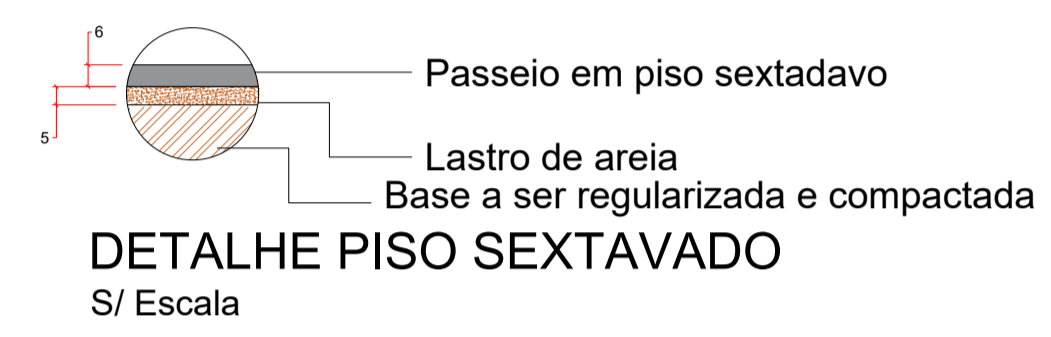 6
Passeio em piso sextadavo
5
Lastro de areia
Base a ser regularizada e compactada
DETALHE PISO SEXTAVADO
S/ Escala